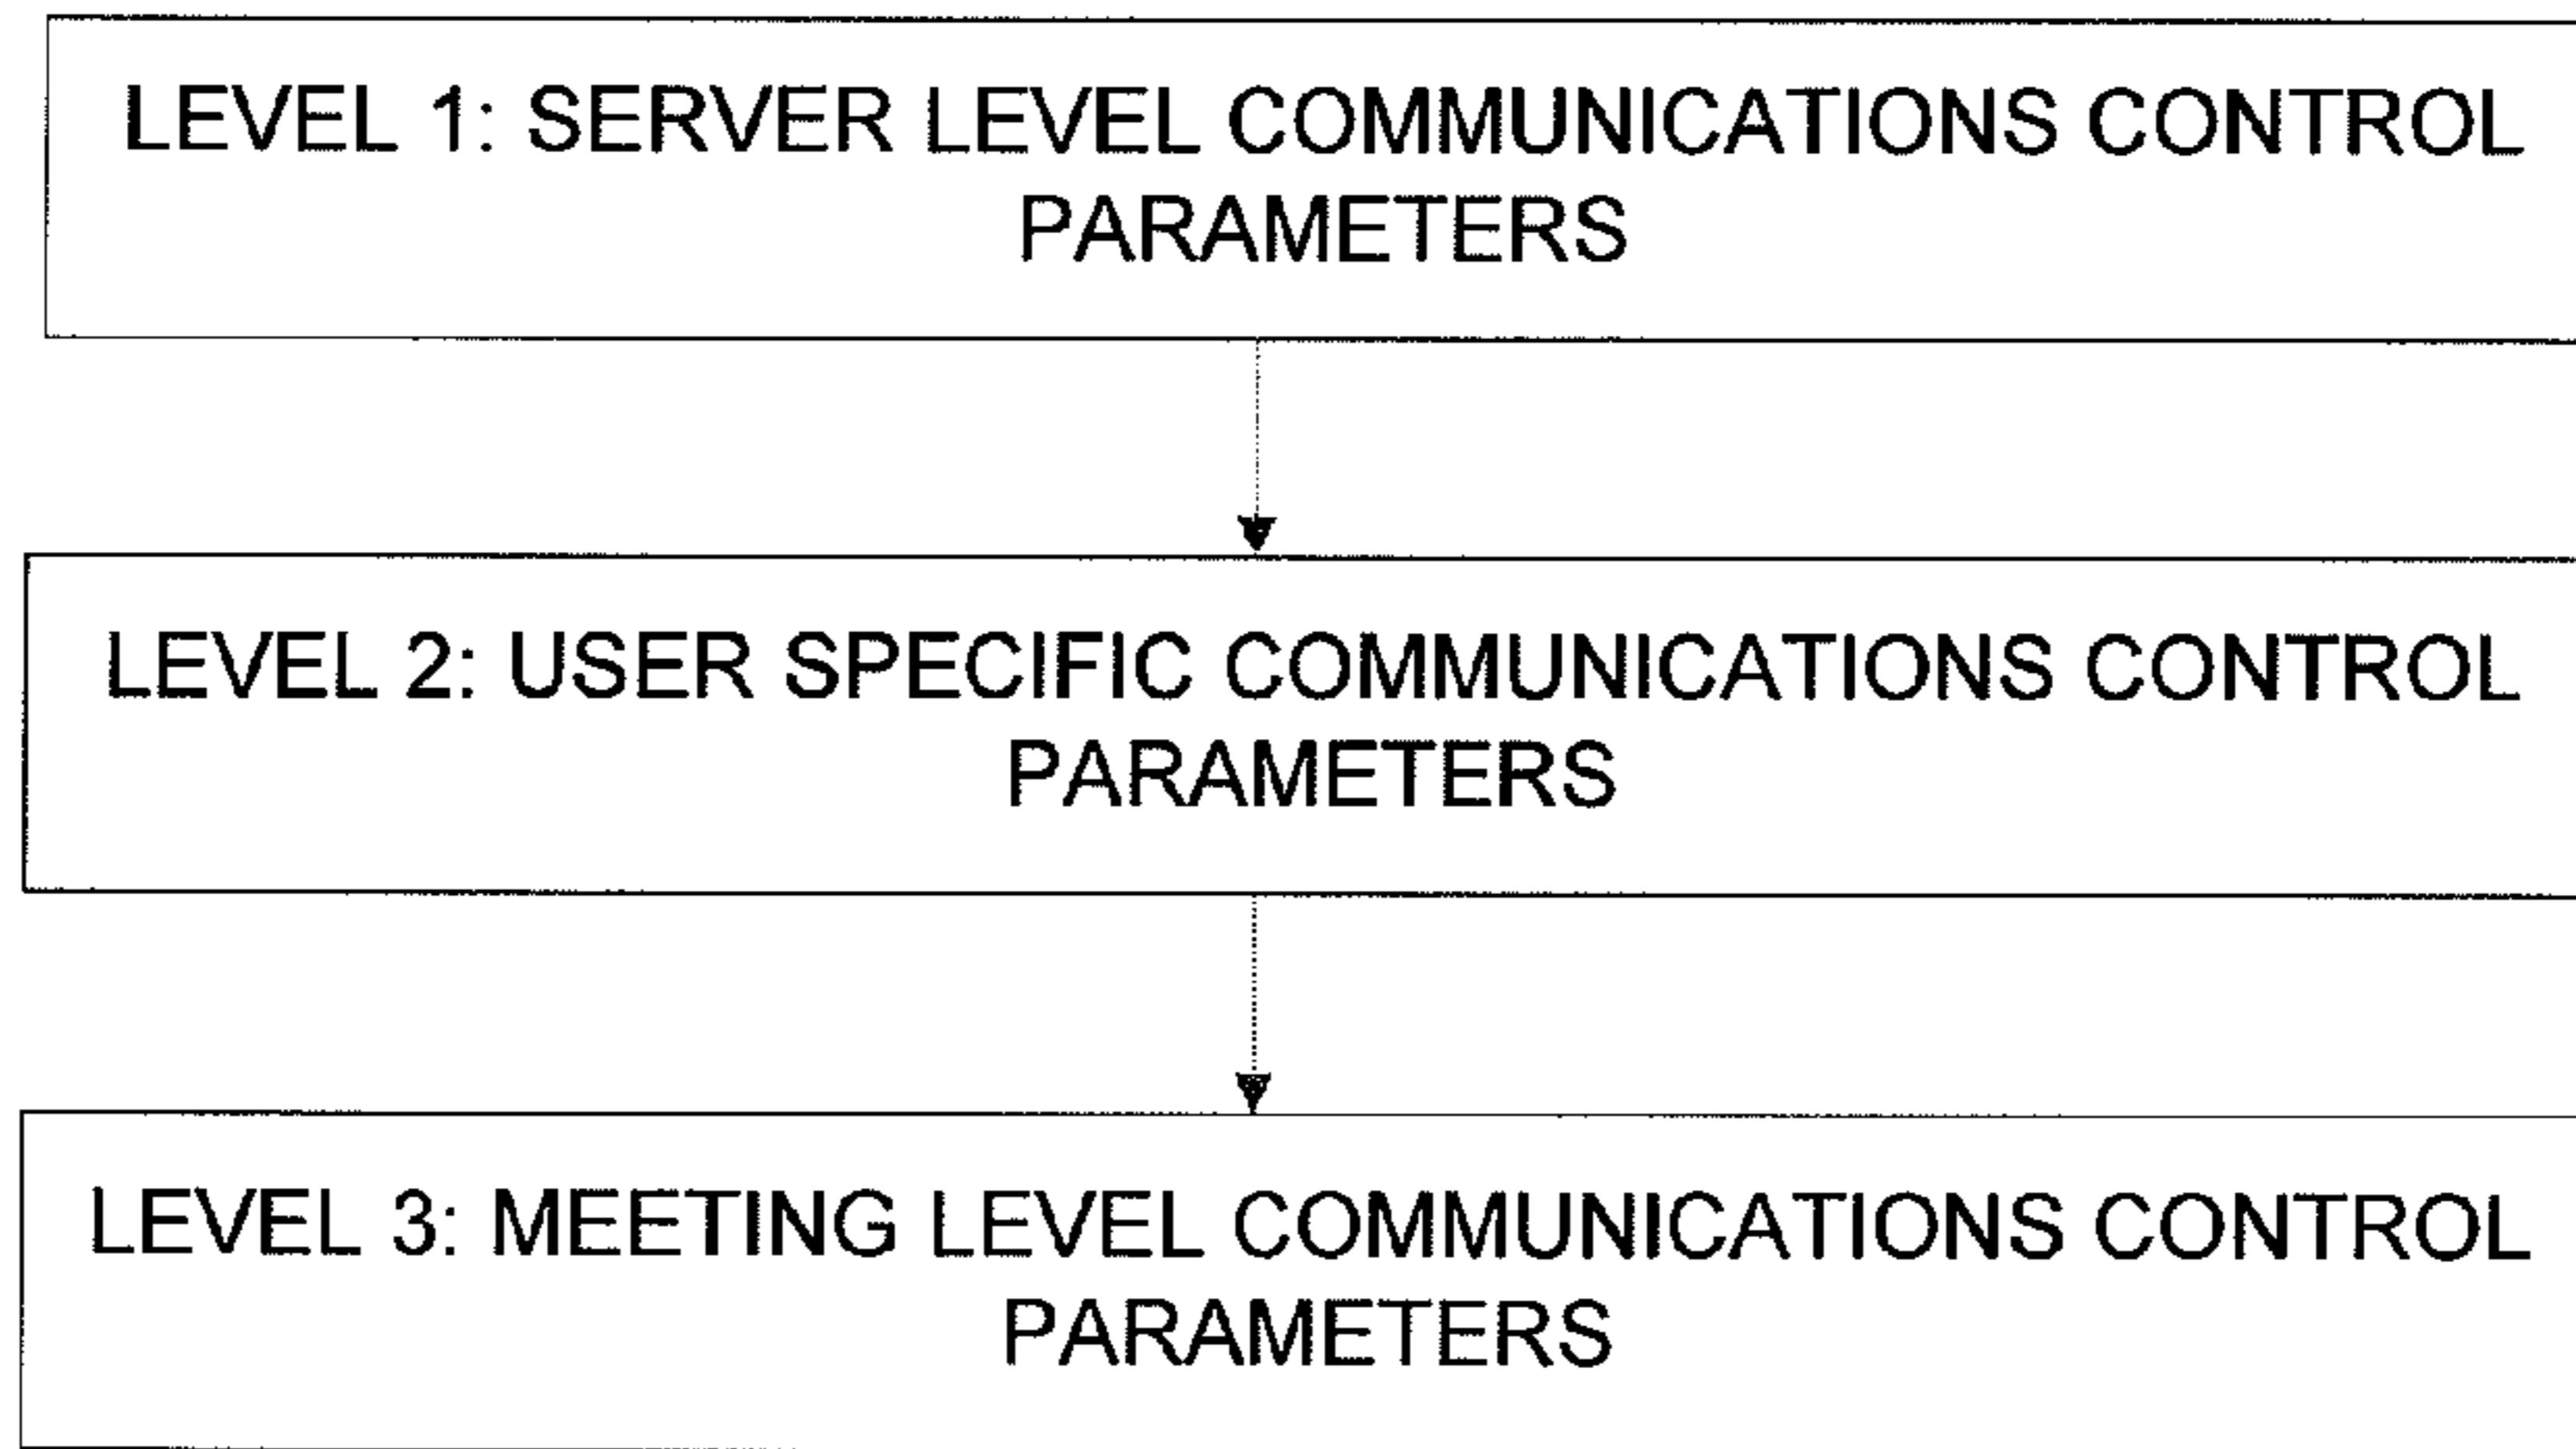 LEVEL 1: SERVER LEVEL COMMUNICATIONS CONTROL
PARAMETERS
LEVEL 2: USER SPECIFIC COMMUNICATIONS CONTROL
PARAMETERS
LEVEL 3: MEETING LEVEL COMMUNICATIONS CONTROL
PARAMETERS